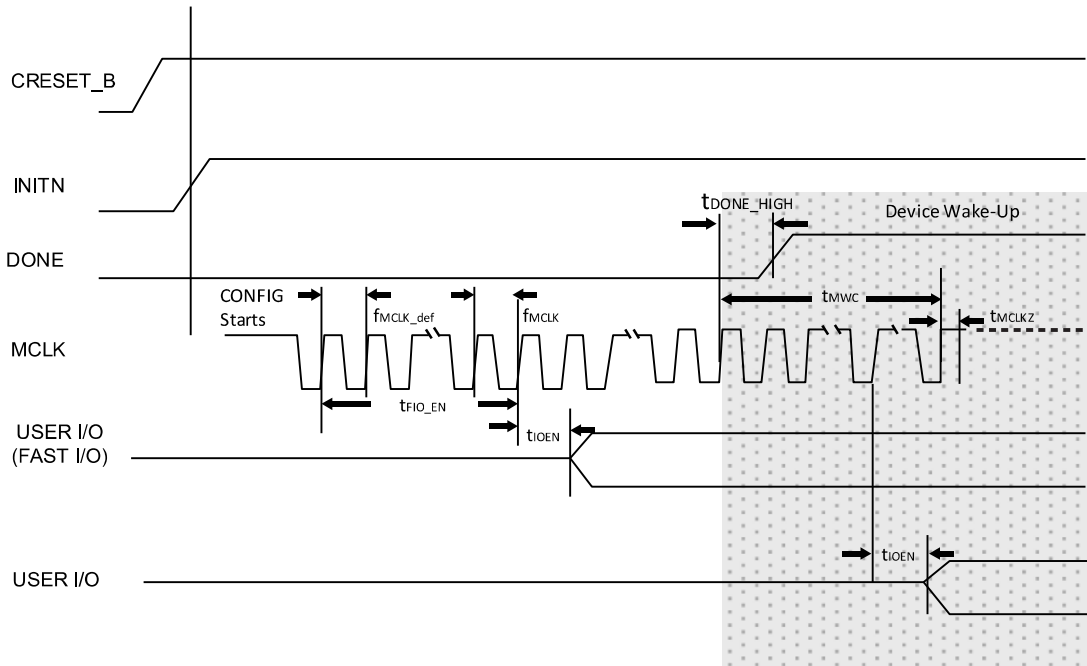 CRESET_B
INITN
tDONE_HIGH
Device Wake-Up
DONE
CONFIG
Starts
fMCLK_def
fMCLK
tMWC
tMCLKZ
MCLK
tFIO_EN
USER I/O
(FAST I/O)
tIOEN
tIOEN
USER I/O